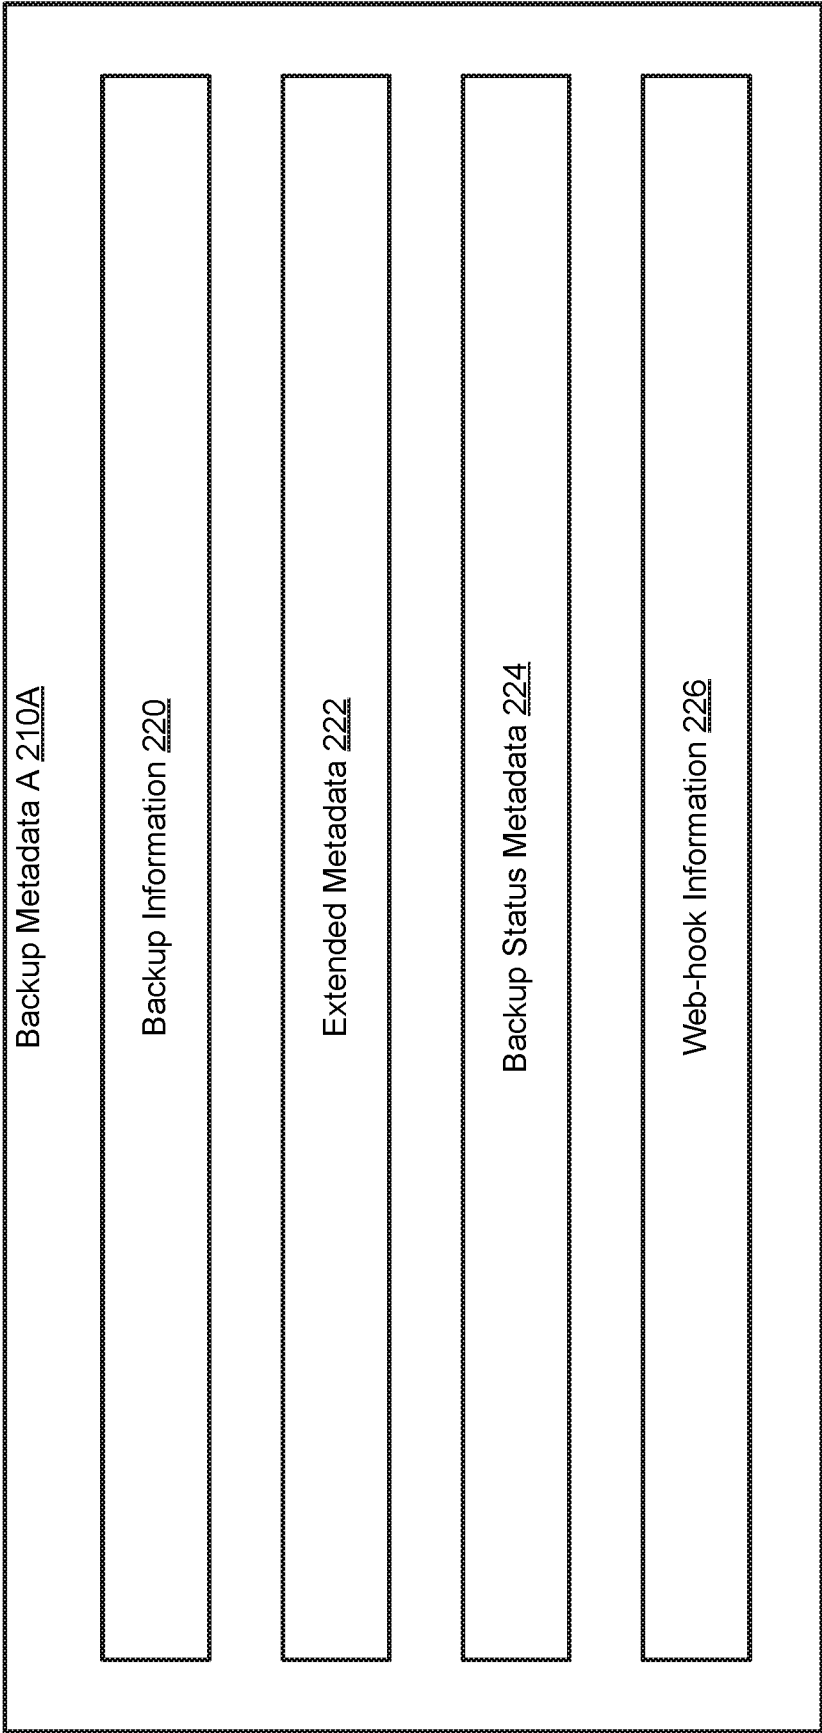 Backup Metadata A 210A
Backup Information 220
Extended Metadata 222
Backup Status Metadata 224
Web-hook Information 226